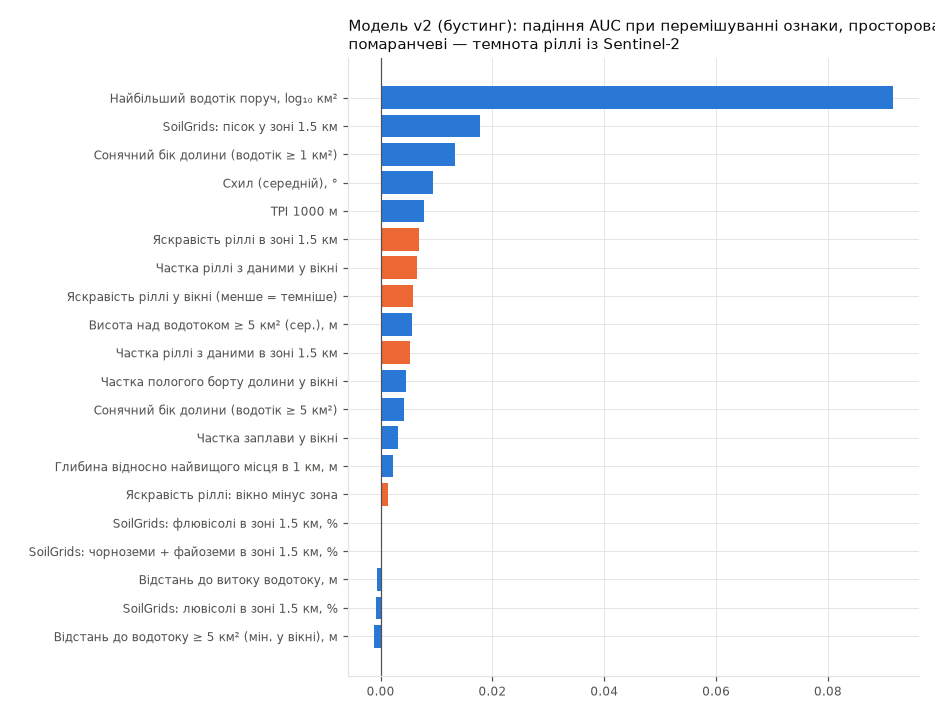 Модель v2 (бустинг): падіння AUC при перемішуванні ознаки, просторова
помаранчеві — темнота ріллі із Sentinel-2
Найбільший водотік поруч, log₁₀ км²
SoilGrids: пісок у зоні 1.5 км
Сонячний бік долини (водотік ≥ 1 км²)
Схил (середній), °
TPI 1000 м
Яскравість ріллі в зоні 1.5 км
Частка ріллі з даними у вікні
Яскравість ріллі у вікні (менше = темніше)
Висота над водотоком ≥ 5 км² (сер.), м
Частка ріллі з даними в зоні 1.5 км
Частка пологого борту долини у вікні
Сонячний бік долини (водотік ≥ 5 км²)
Частка заплави у вікні
Глибина відносно найвищого місця в 1 км, м
Яскравість ріллі: вікно мінус зона
SoilGrids: флювісолі в зоні 1.5 км, %
SoilGrids: чорноземи + файоземи в зоні 1.5 км, %
Відстань до витоку водотоку, м
SoilGrids: лювісолі в зоні 1.5 км, %
Відстань до водотоку ≥ 5 км² (мін. у вікні), м
0.00 0.02 0.04 0.06 0.08